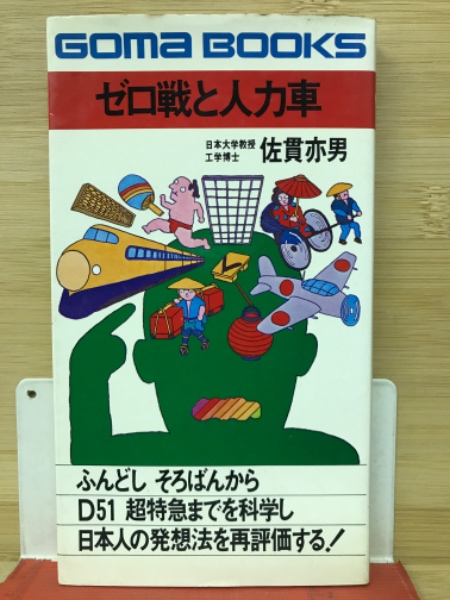 GOMA BOOKS
ゼロ戦と人力車
日本大学教授
工学博士 佐貫亦男
ふんどし そろばんから
D51 超特急までを科学し
日本人の発想法を再評価する!